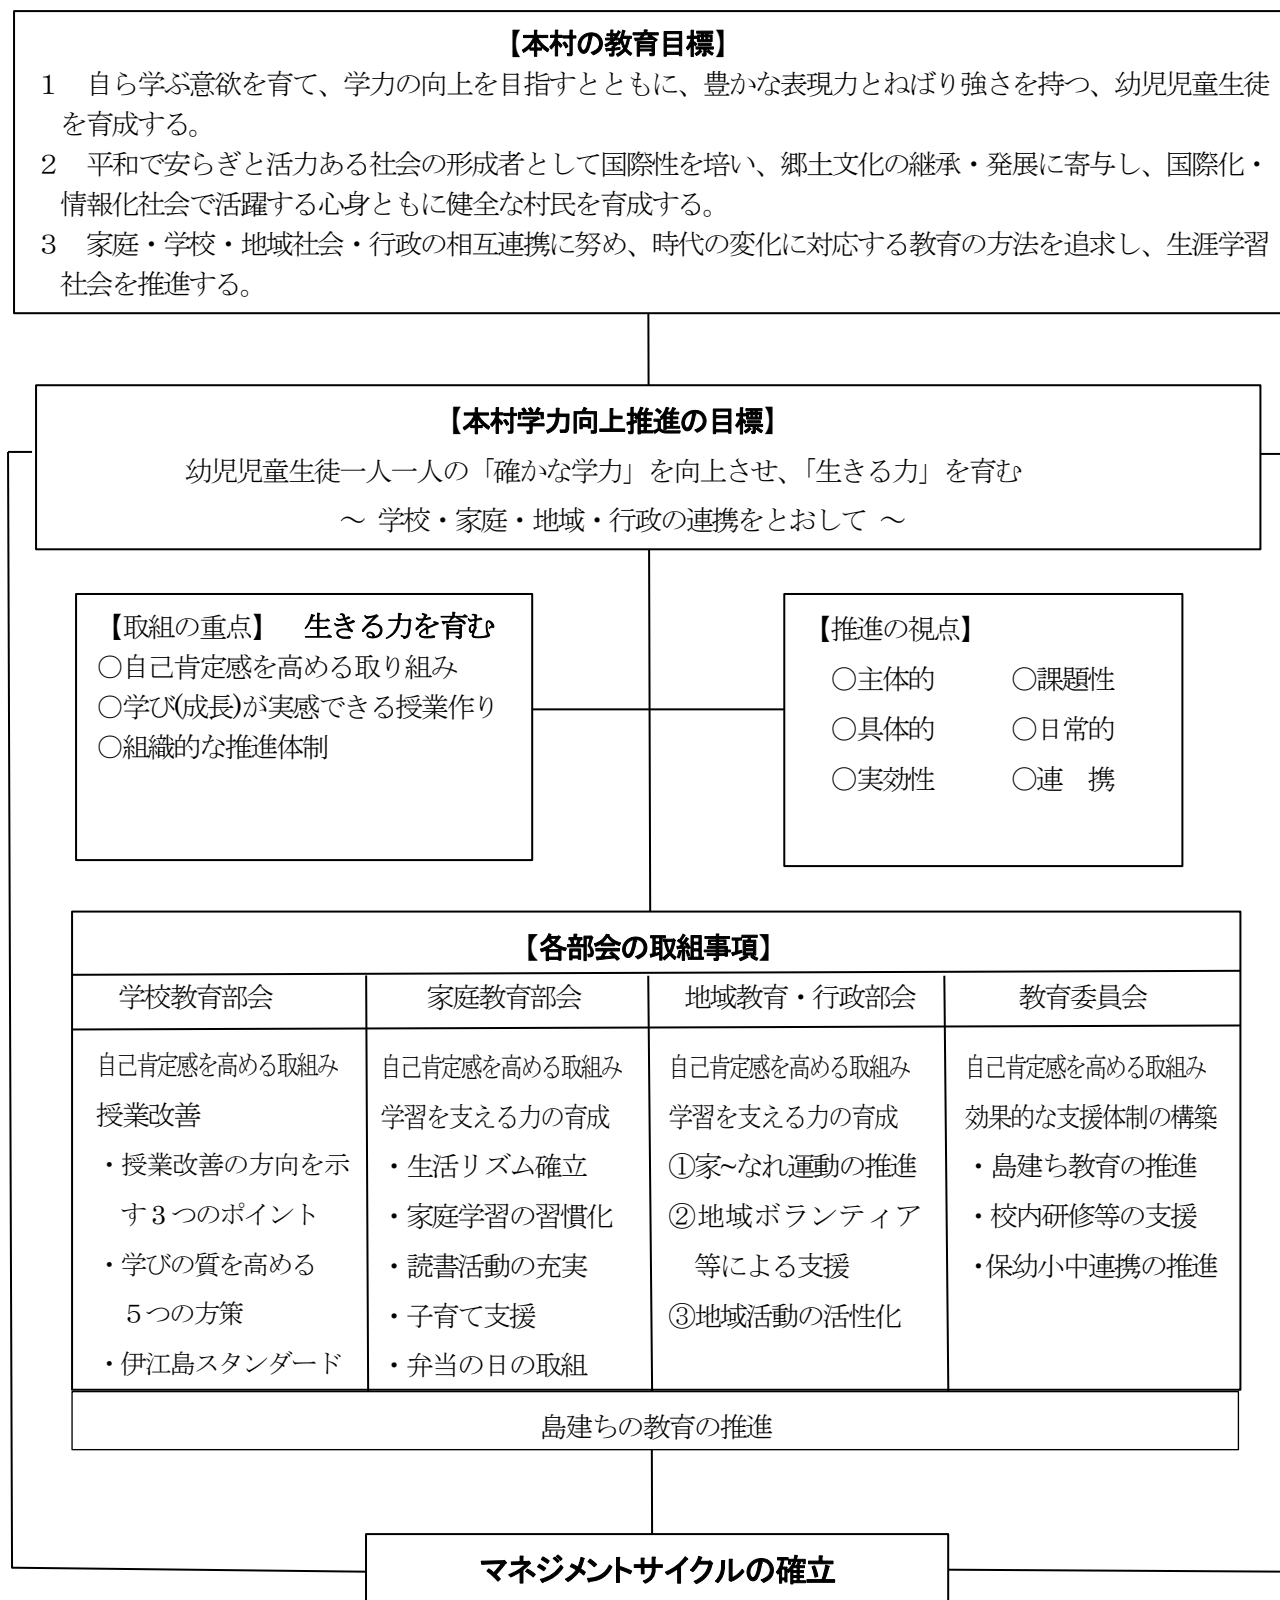 【本村の教育目標】
１　自ら学ぶ意欲を育て、学力の向上を目指すとともに、豊かな表現力とねばり強さを持つ、幼児児童生徒
を育成する。
２　平和で安らぎと活力ある社会の形成者として国際性を培い、郷土文化の継承・発展に寄与し、国際化・
情報化社会で活躍する心身ともに健全な村民を育成する。
３　家庭・学校・地域社会・行政の相互連携に努め、時代の変化に対応する教育の方法を追求し、生涯学習
社会を推進する。
【本村学力向上推進の目標】
幼児児童生徒一人一人の「確かな学力」を向上させ、「生きる力」を育む
～ 学校・家庭・地域・行政の連携をとおして ～
【取組の重点】　生きる力を育む
○自己肯定感を高める取り組み
○学び(成長)が実感できる授業作り
○組織的な推進体制
【推進の視点】
○主体的　○課題性
○具体的　○日常的
○実効性　○連　携
【各部会の取組事項】
学校教育部会
自己肯定感を高める取組み
授業改善
・授業改善の方向を示
す３つのポイント
・学びの質を高める
５つの方策
・伊江島スタンダード
家庭教育部会
自己肯定感を高める取組み
学習を支える力の育成
・生活リズム確立
・家庭学習の習慣化
・読書活動の充実
・子育て支援
・弁当の日の取組
地域教育・行政部会
自己肯定感を高める取組み
学習を支える力の育成
①家~なれ運動の推進
②地域ボランティア
等による支援
③地域活動の活性化
教育委員会
自己肯定感を高める取組み
効果的な支援体制の構築
・島建ち教育の推進
・校内研修等の支援
・保幼小中連携の推進
島建ちの教育の推進
マネジメントサイクルの確立